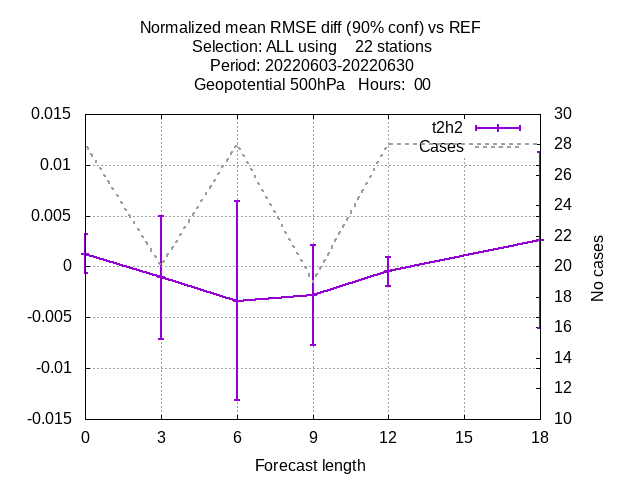 Normalized mean RMSE diff (90% conf) vs REF
Selection: ALL using    22 stations
Period: 20220603-20220630
Geopotential 500hPa   Hours:  00
t2h2
Cases
0.015
0.01
0.005
0
-0.005
-0.01
-0.015
30
28
26
24
22
20
18
16
14
12
10
No cases
0 3 6 9 12 15 18
Forecast length